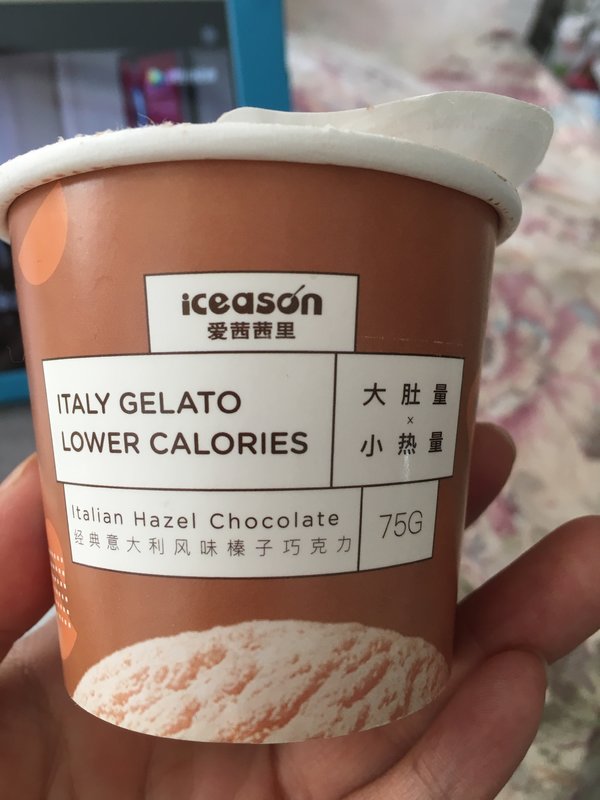 iceason
爱茜茜里
ITALY GELATO
LOWER CALORIES
大肚量
×
小热量
Italian Hazel Chocolate
经典意大利风味榛子巧克力
75G